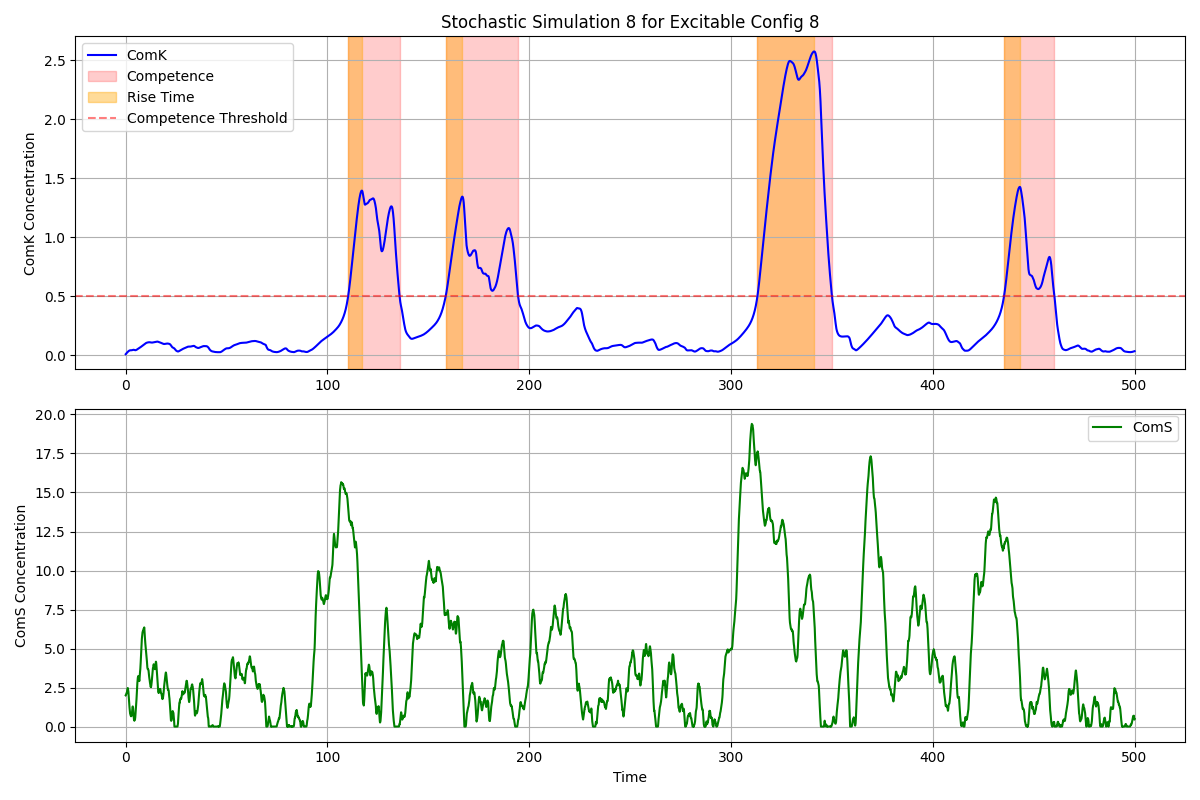 Stochastic Simulation 8 for Excitable Config 8
ComK
Competence
Rise Time
Competence Threshold
ComK Concentration
2.5
2.0
1.5
1.0
0.5
0.0
0 100 200 300 400 500
ComS
ComS Concentration
20.0
17.5
15.0
12.5
10.0
7.5
5.0
2.5
0.0
0 100 200 300 400 500
Time